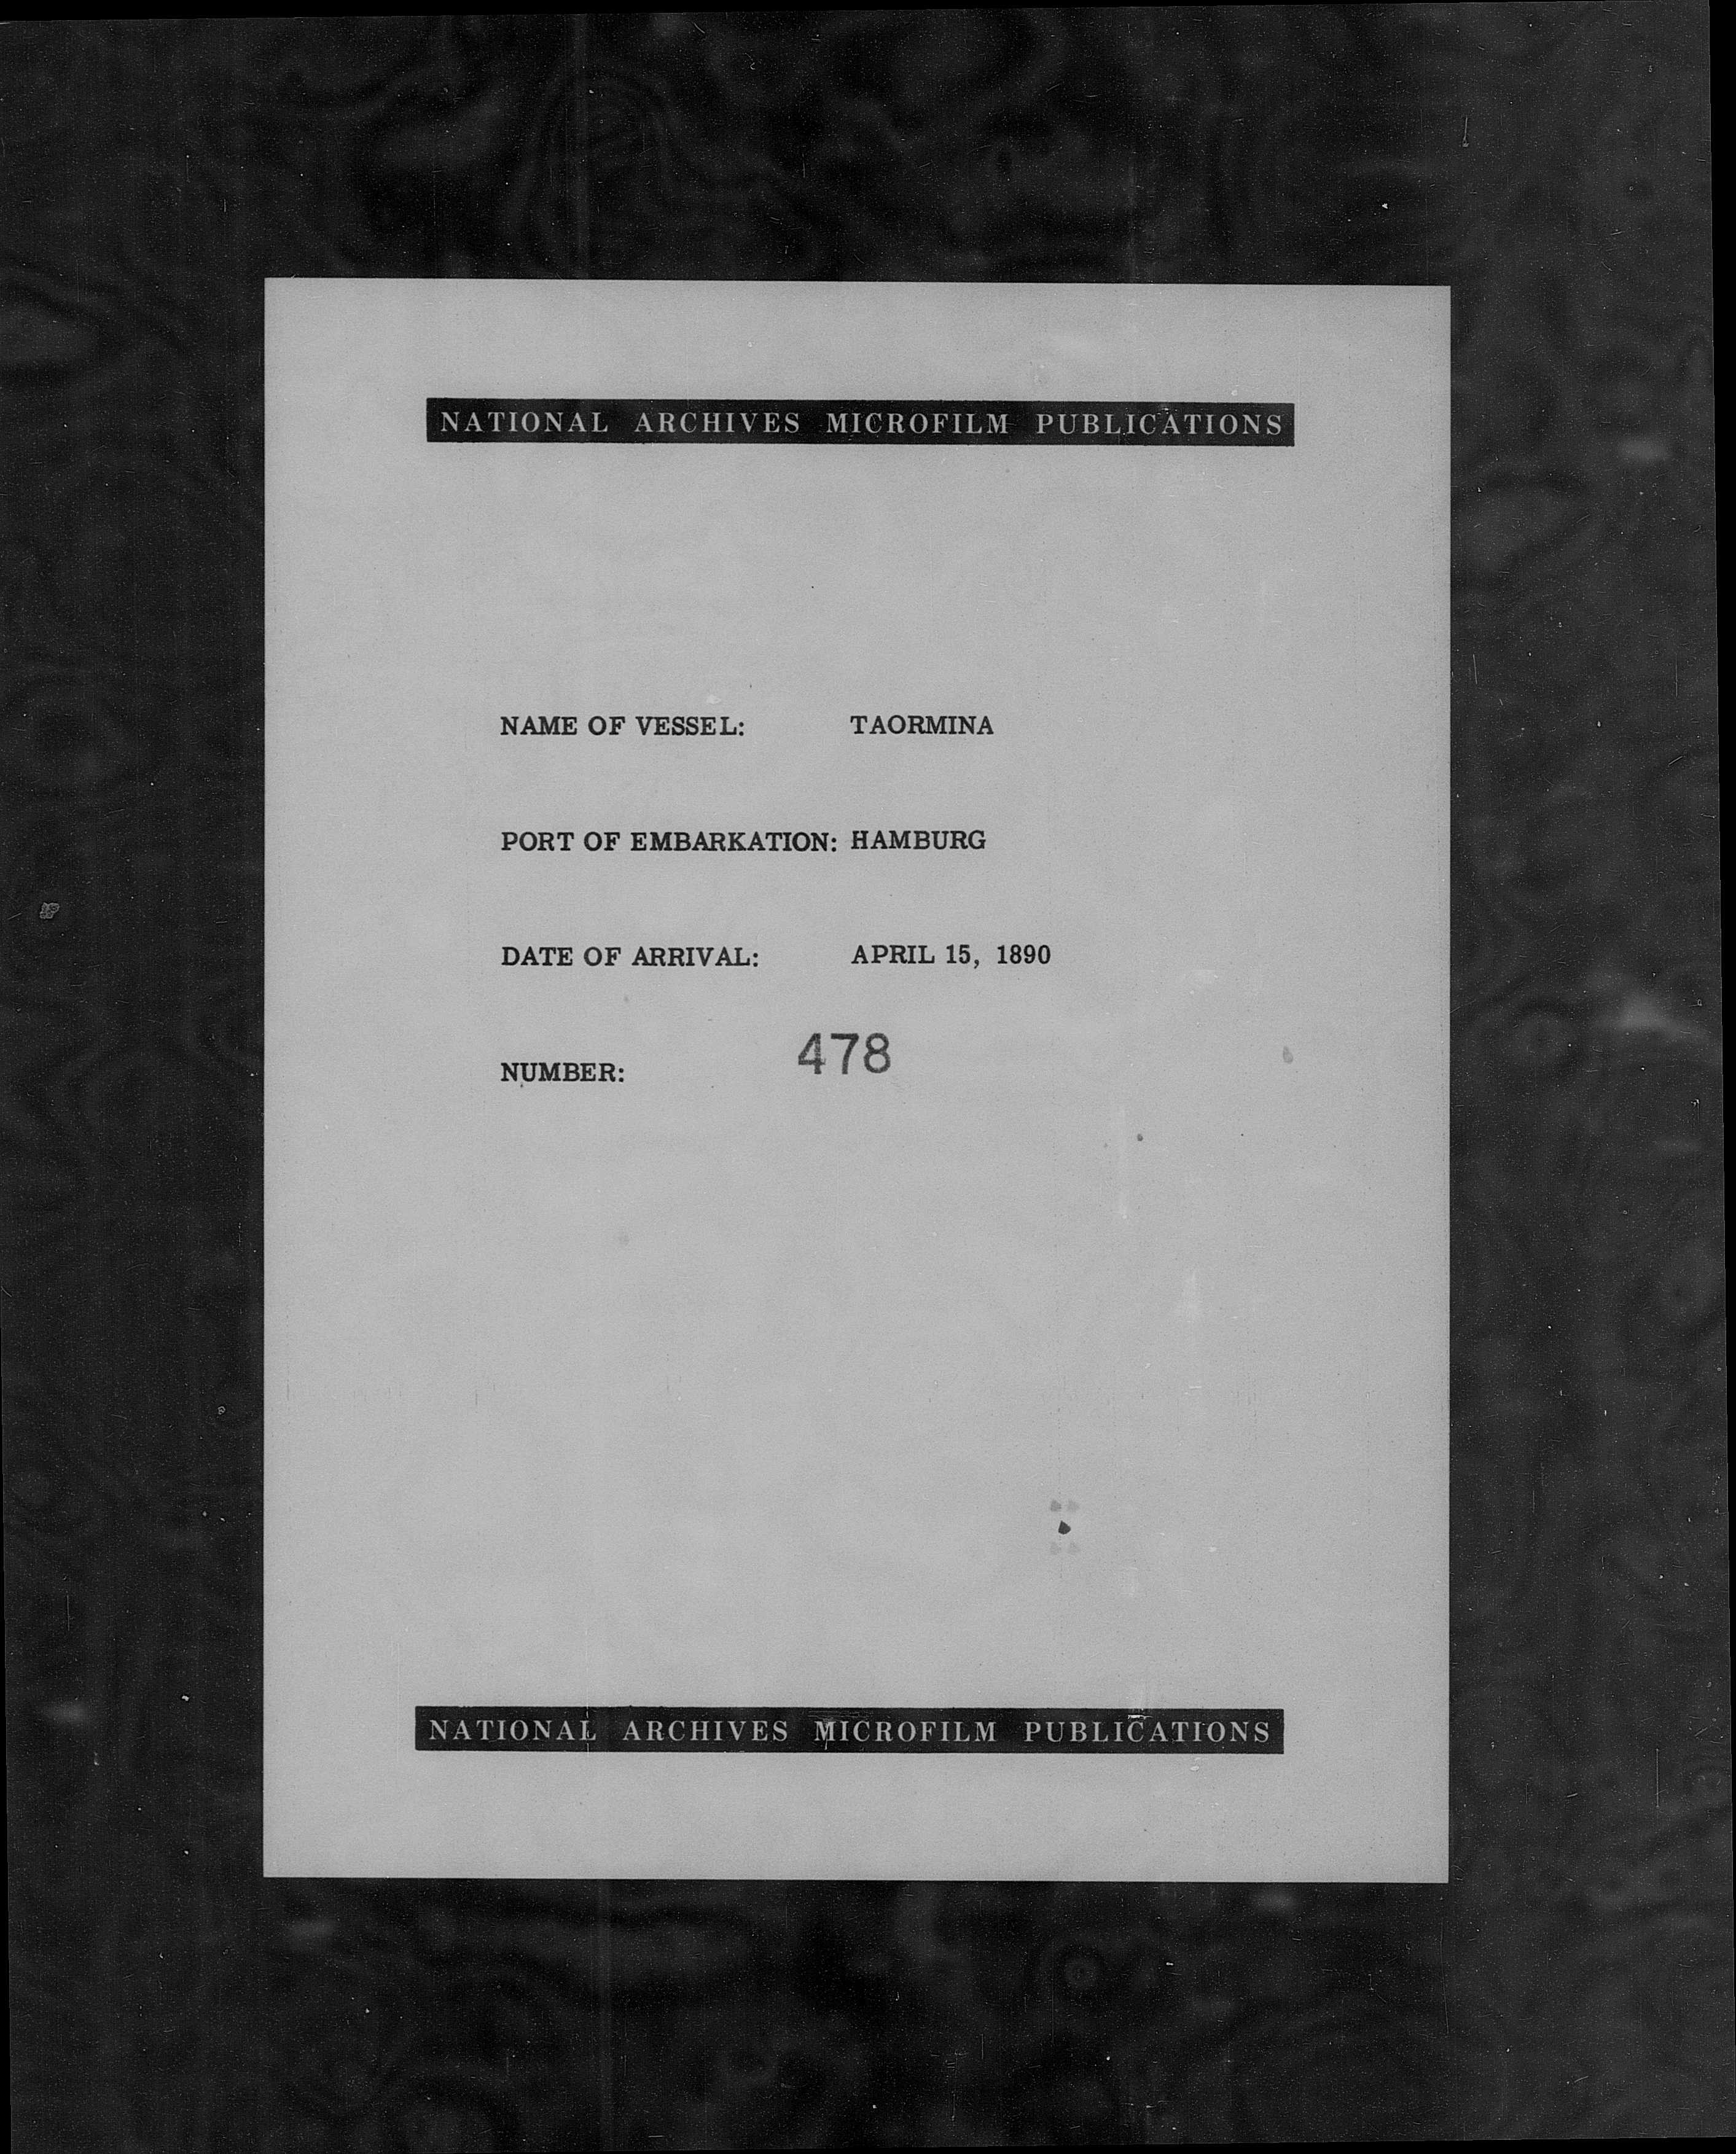 NATIONAL ARCHIVES MICROFILM PUBLICATIONS
NAME OF VESSEL: TAORMINA
PORT OF EMBARKATION: HAMBURG
DATE OF ARRIVAL: APRIL 15, 1890
NUMBER: 478
NATIONAL ARCHIVES MICROFILM PUBLICATIONS